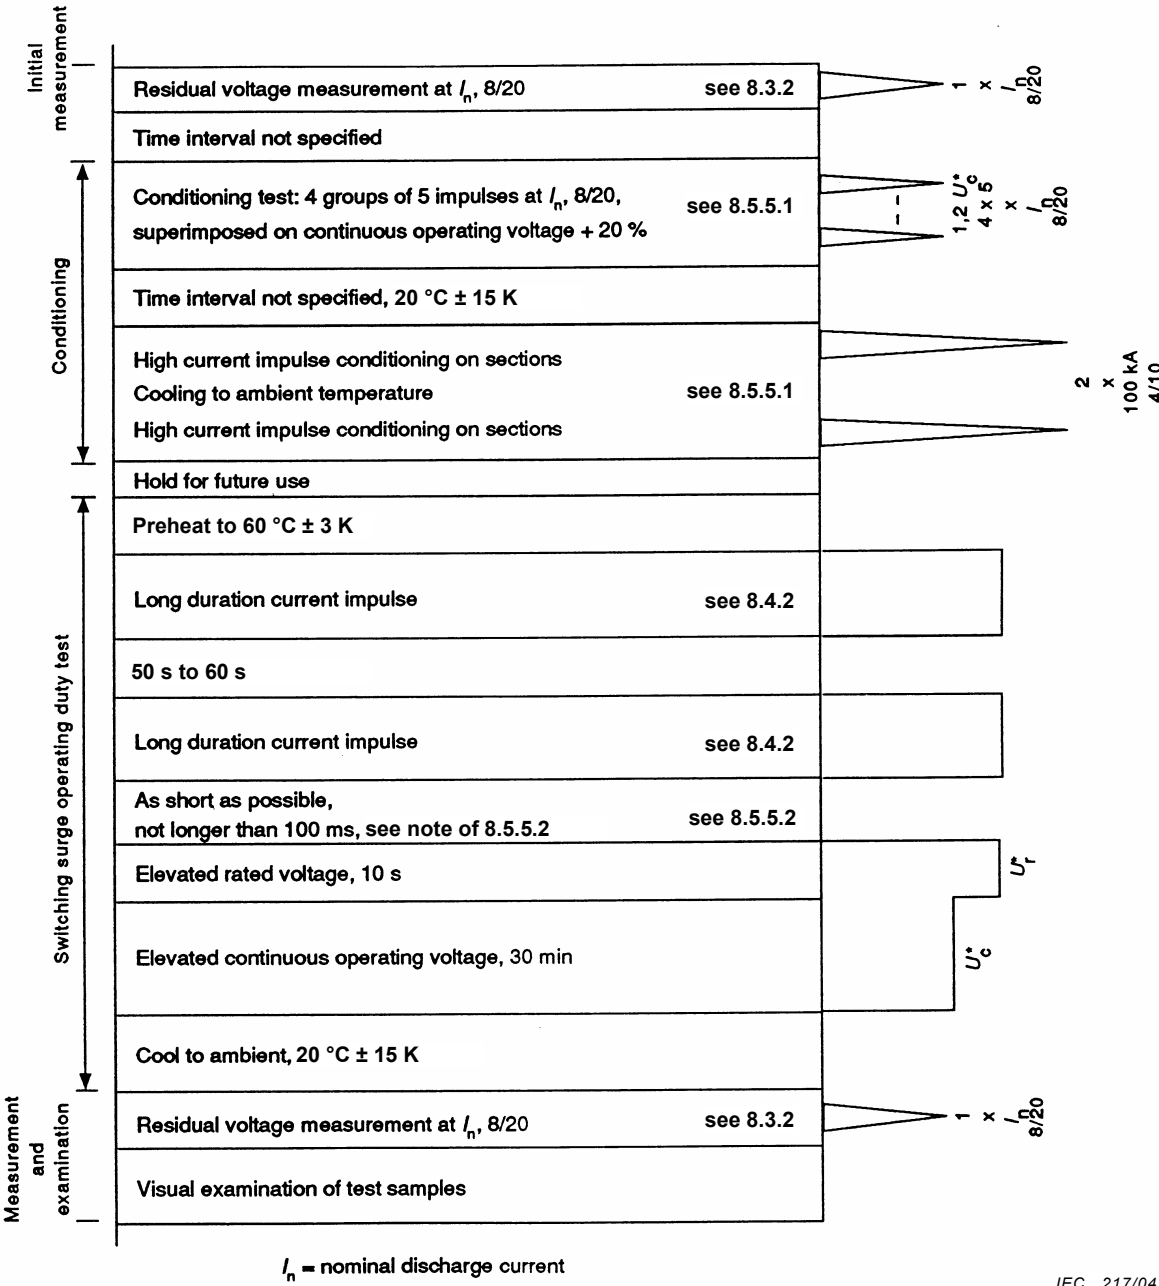 Initial
measurement
Residual voltage measurement at In, 8/20 see 8.3.2
1 x In 8/20
Time interval not specified
Conditioning
Conditioning test: 4 groups of 5 impulses at In, 8/20,
superimposed on continuous operating voltage + 20 %
see 8.5.5.1
1,2 Uc*
4 x 5
x
In
8/20
Time interval not specified, 20 °C ± 15 K
High current impulse conditioning on sections
Cooling to ambient temperature see 8.5.5.1
High current impulse conditioning on sections
2
x
100 kA
4/10
Hold for future use
Switching surge operating duty test
Preheat to 60 °C ± 3 K
Long duration current impulse see 8.4.2
50 s to 60 s
Long duration current impulse see 8.4.2
As short as possible,
not longer than 100 ms, see note of 8.5.5.2
see 8.5.5.2
Elevated rated voltage, 10 s
Ur*
Elevated continuous operating voltage, 30 min
Uc*
Cool to ambient, 20 °C ± 15 K
Measurement
and
examination
Residual voltage measurement at In, 8/20 see 8.3.2
1 x In 8/20
Visual examination of test samples
In = nominal discharge current
IEC 217/04